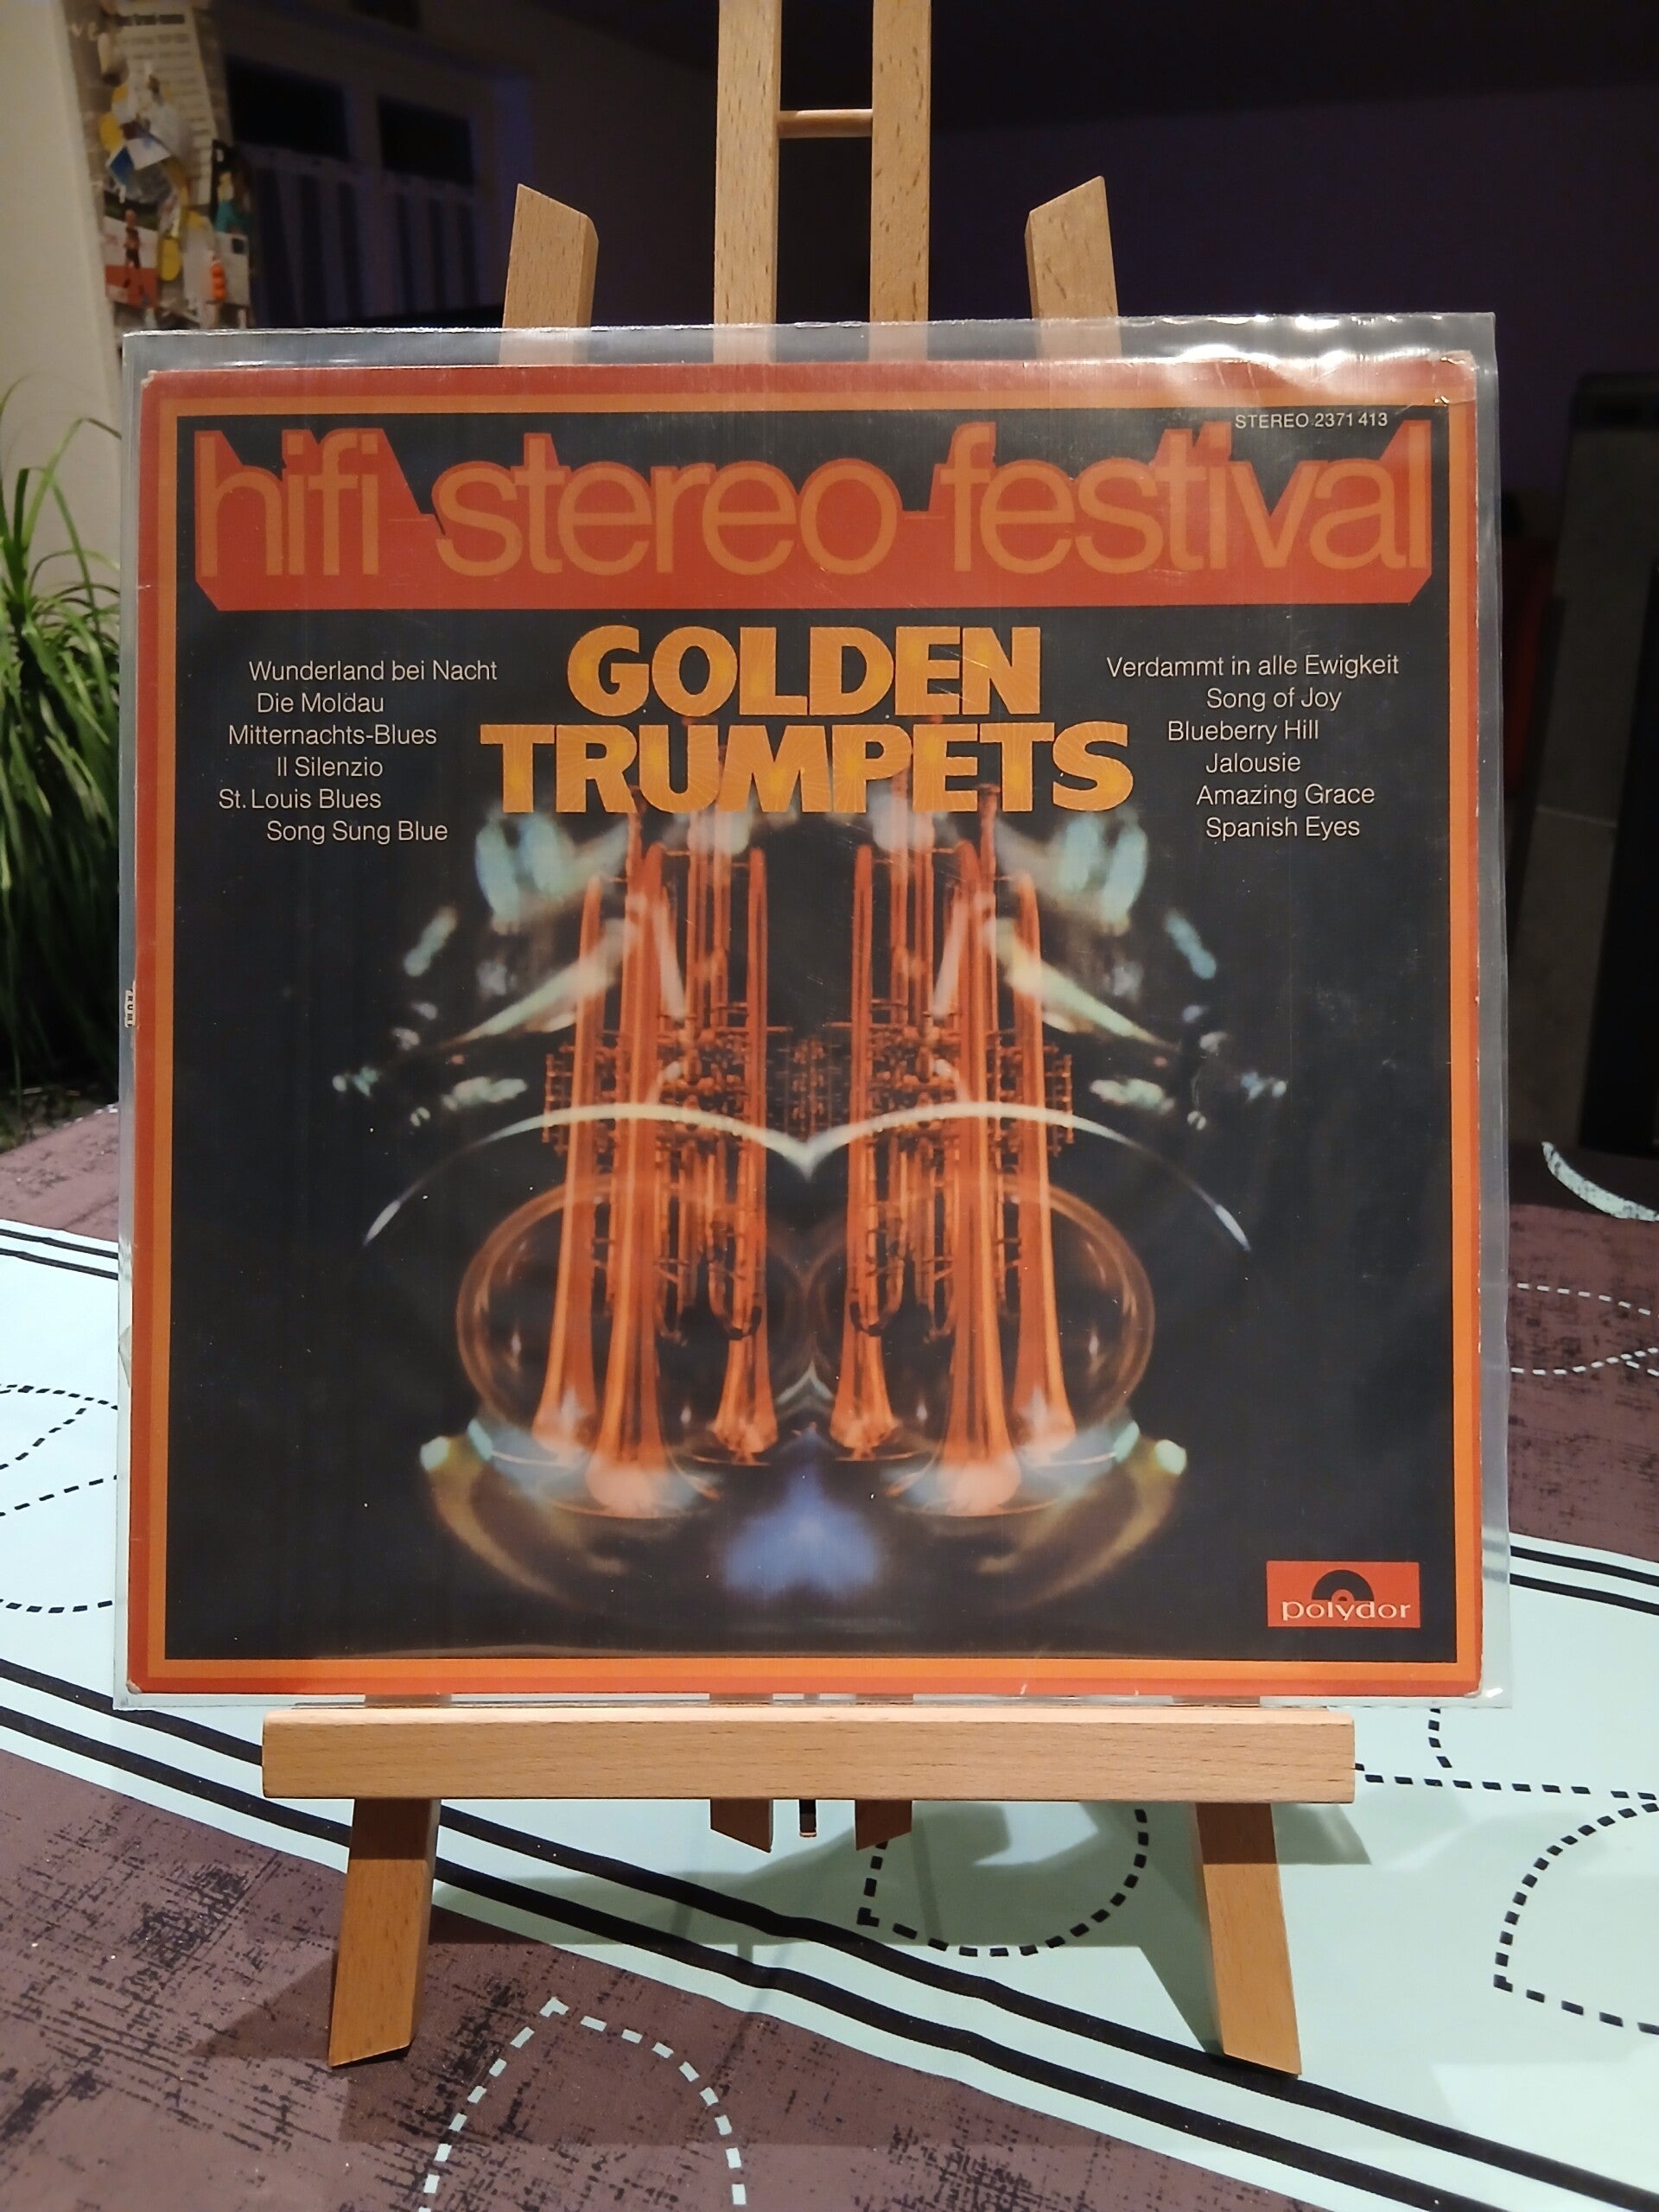 STEREO 2371 413
hifi-stereo-festival
GOLDEN
TRUMPETS
Wunderland bei Nacht
Die Moldau
Mitternachts-Blues
Il Silenzio
St. Louis Blues
Song Sung Blue
Verdammt in alle Ewigkeit
Song of Joy
Blueberry Hill
Jalousie
Amazing Grace
Spanish Eyes
polydor